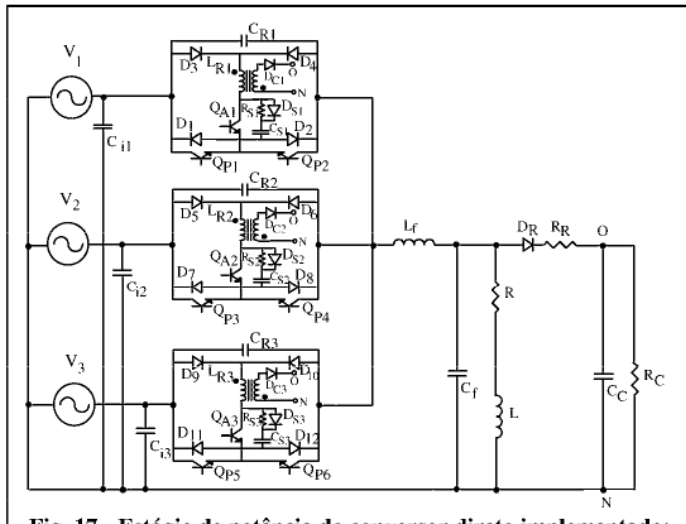 V1
CR1
D3
LR1
D4
DC1
O
N
QA1
RS1
DS1
CS1
D1
D2
Ci1
QP1
QP2
V2
CR2
D5
LR2
D6
DC2
O
N
QA2
RS2
DS2
CS2
D7
D8
Ci2
QP3
QP4
Lf
DR
RR
O
R
V3
CR3
D9
LR3
D10
DC3
O
N
QA3
RS3
DS3
CS3
D11
D12
Ci3
QP5
QP6
Cf
L
CC
RC
N
Fig. 17 - Estágio de potência do conversor direto implementado: